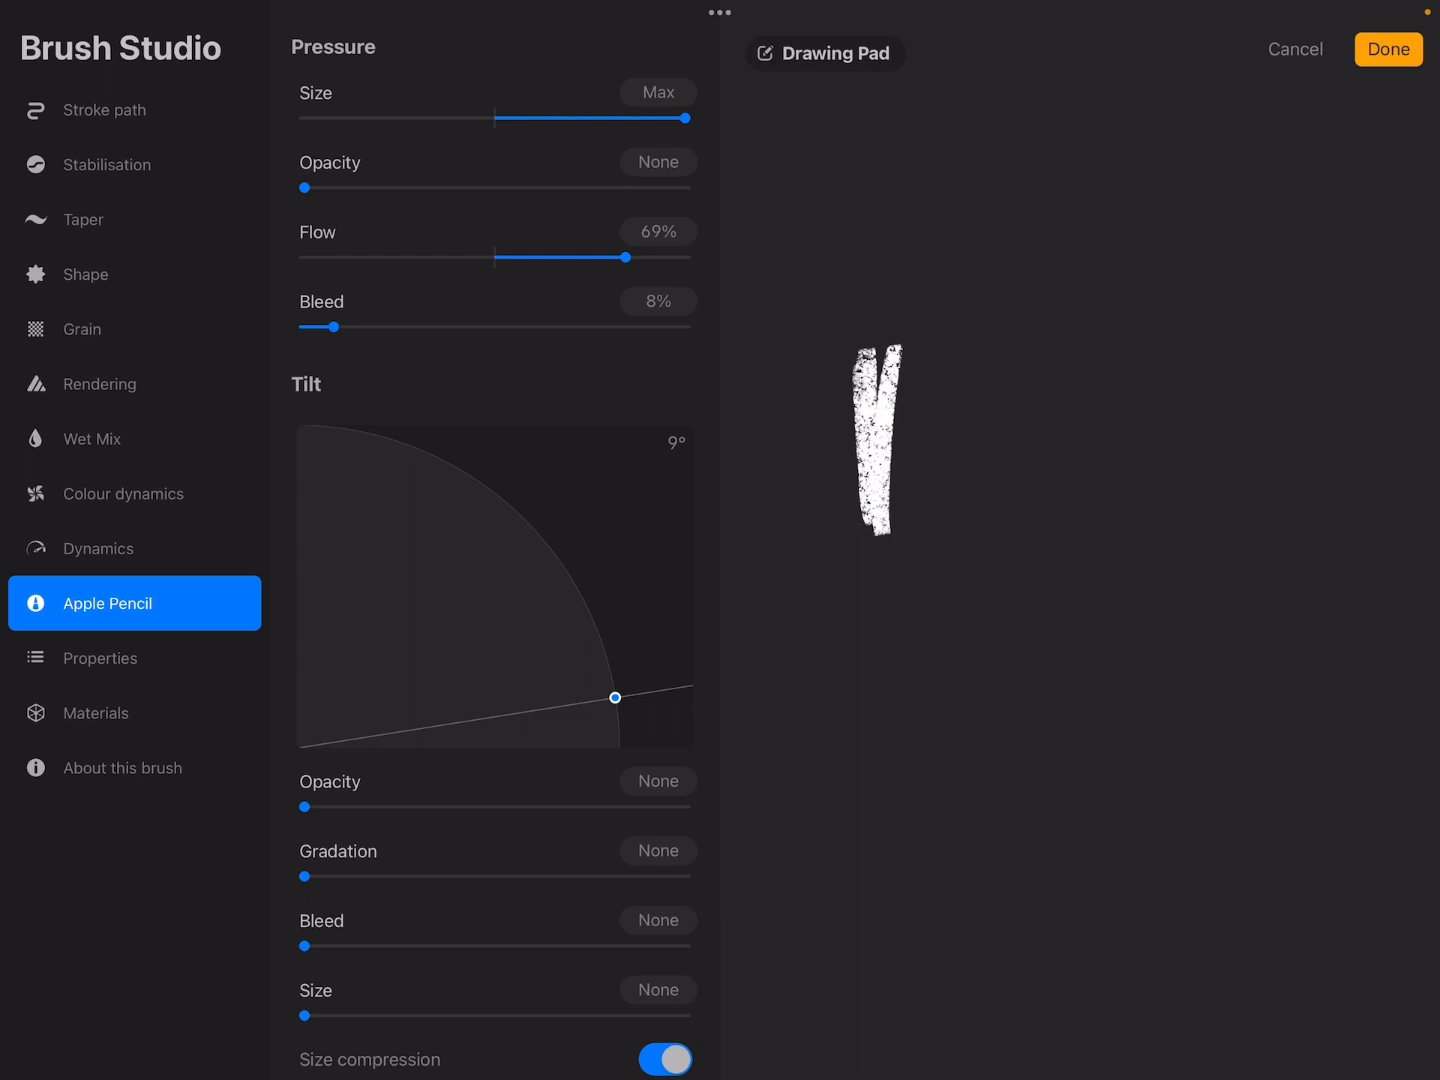 Brush Studio
Stroke path
Stabilisation
Taper
Shape
Grain
Rendering
Wet Mix
Colour dynamics
Dynamics
Apple Pencil
Properties
Materials
About this brush
Pressure
Size Max
Opacity None
Flow 69%
Bleed 8%
Tilt
9°
Opacity None
Gradation None
Bleed None
Size None
Size compression
Drawing Pad
Cancel
Done